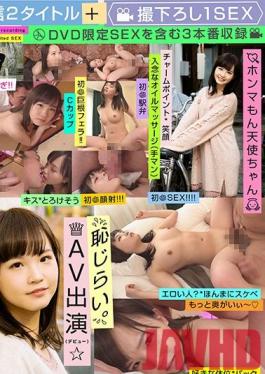 信2タイトル＋撮下ろし1SEX
DVD限定SEXを含む3本番収録
初@巨根フェラ!!
Cカップ
キス*とろけそう
初@顔射!!!
チャームポイント*笑顔
入念なオイルマッサージ(手マン)
初@駅弁
初@SEX!!!!
ホンマもん天使ちゃん
恥じらい。
AV出演
(デビュー)☆
エロい人?*ほんまにスケベ
もっと奥がいぃ〜♡
JAVHD